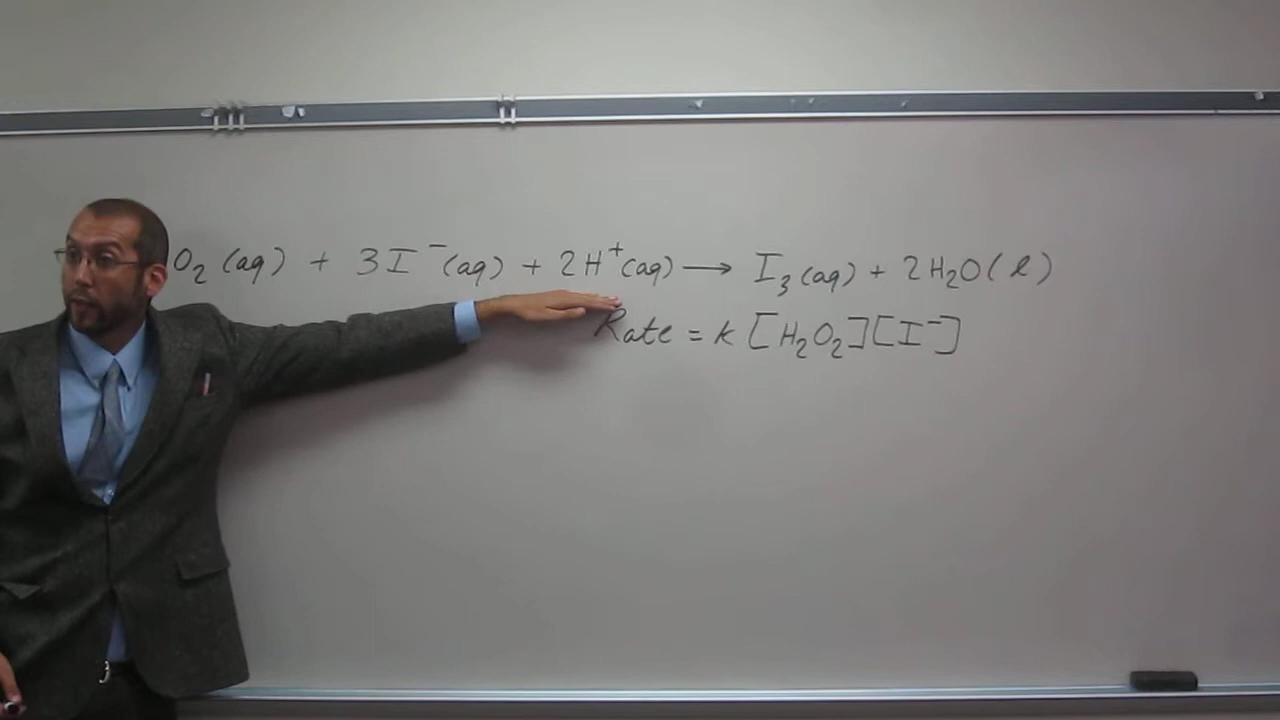 O₂ (aq) + 3I⁻(aq) + 2H⁺(aq) → I₃(aq) + 2H₂O(ℓ)
Rate = k [H₂O₂][I⁻]